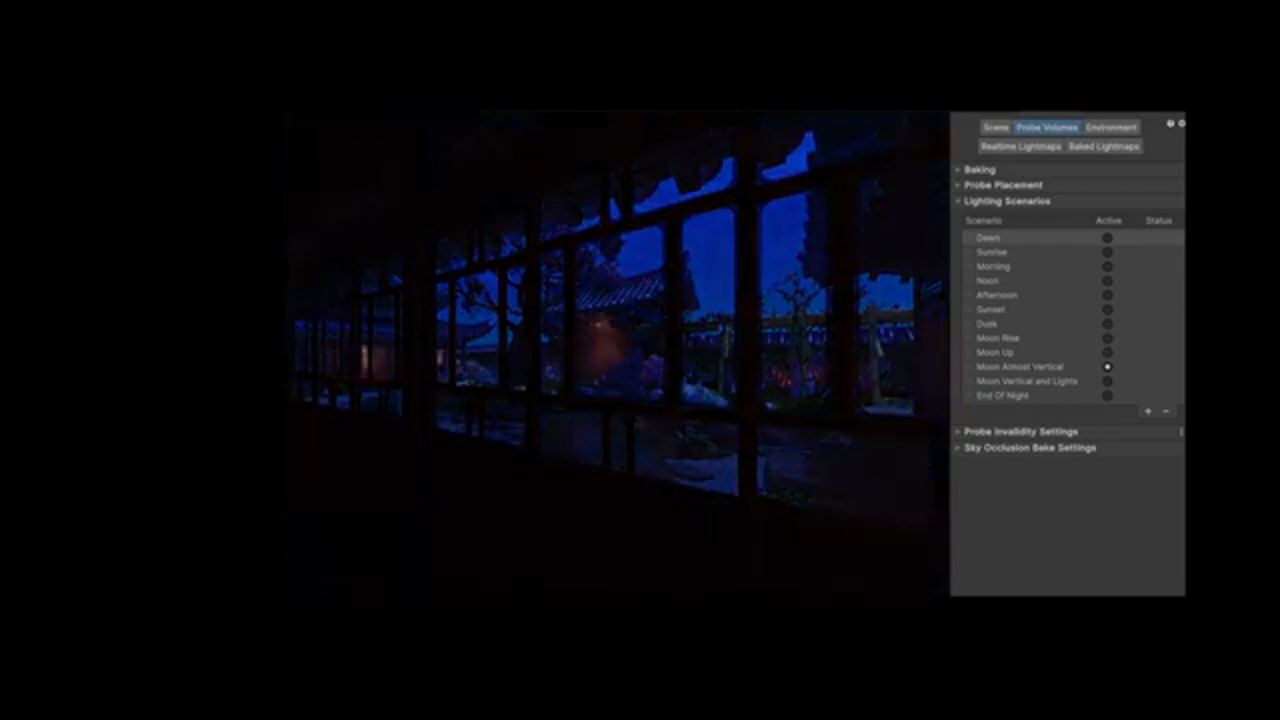 Scene Probe Volumes Environment
Realtime Lightmaps Baked Lightmaps
Baking
Probe Placement
Lighting Scenarios
Scenario Active Status
Dawn
Sunrise
Morning
Noon
Afternoon
Sunset
Dusk
Moon Rise
Moon Up
Moon Almost Vertical
Moon Vertical and Lights
End Of Night
+ −
Probe Invalidity Settings
Sky Occlusion Bake Settings